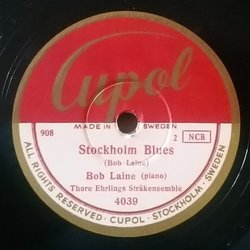 Cupol
MADE IN SWEDEN
908
2 NCB
Stockholm Blues
(Bob Laine)
Bob Laine (piano)
Thore Ehrlings Stråkensemble
4039
ALL RIGHTS RESERVED · CUPOL · STOCKHOLM · SWEDEN